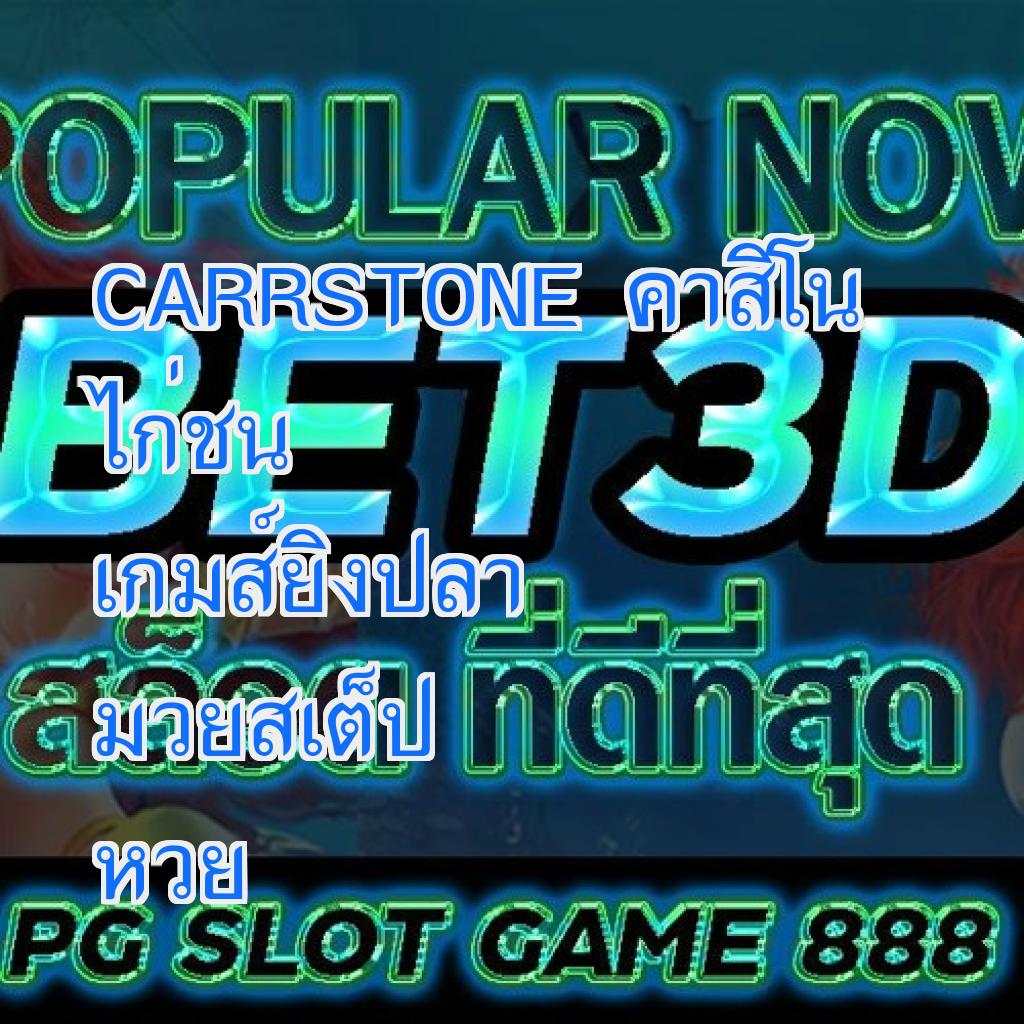 POPULAR NOW
CARRSTONE คาสิโน
BET3D
ไก่ชน
เกมส์ยิงปลา
สล็อต ที่ดีที่สุด
มวยสเต็ป
หวย
PG SLOT GAME 888